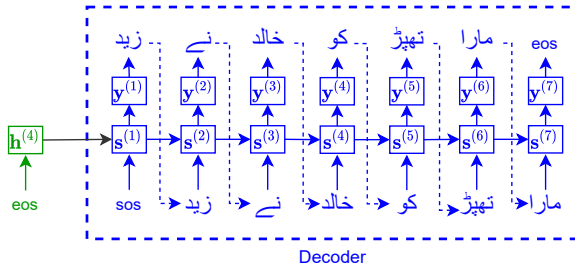 زید نے خالد کو تھپڑ مارا eos
y^(1) y^(2) y^(3) y^(4) y^(5) y^(6) y^(7)
h^(4) s^(1) s^(2) s^(3) s^(4) s^(5) s^(6) s^(7)
eos sos زید نے خالد کو تھپڑ مارا
Decoder